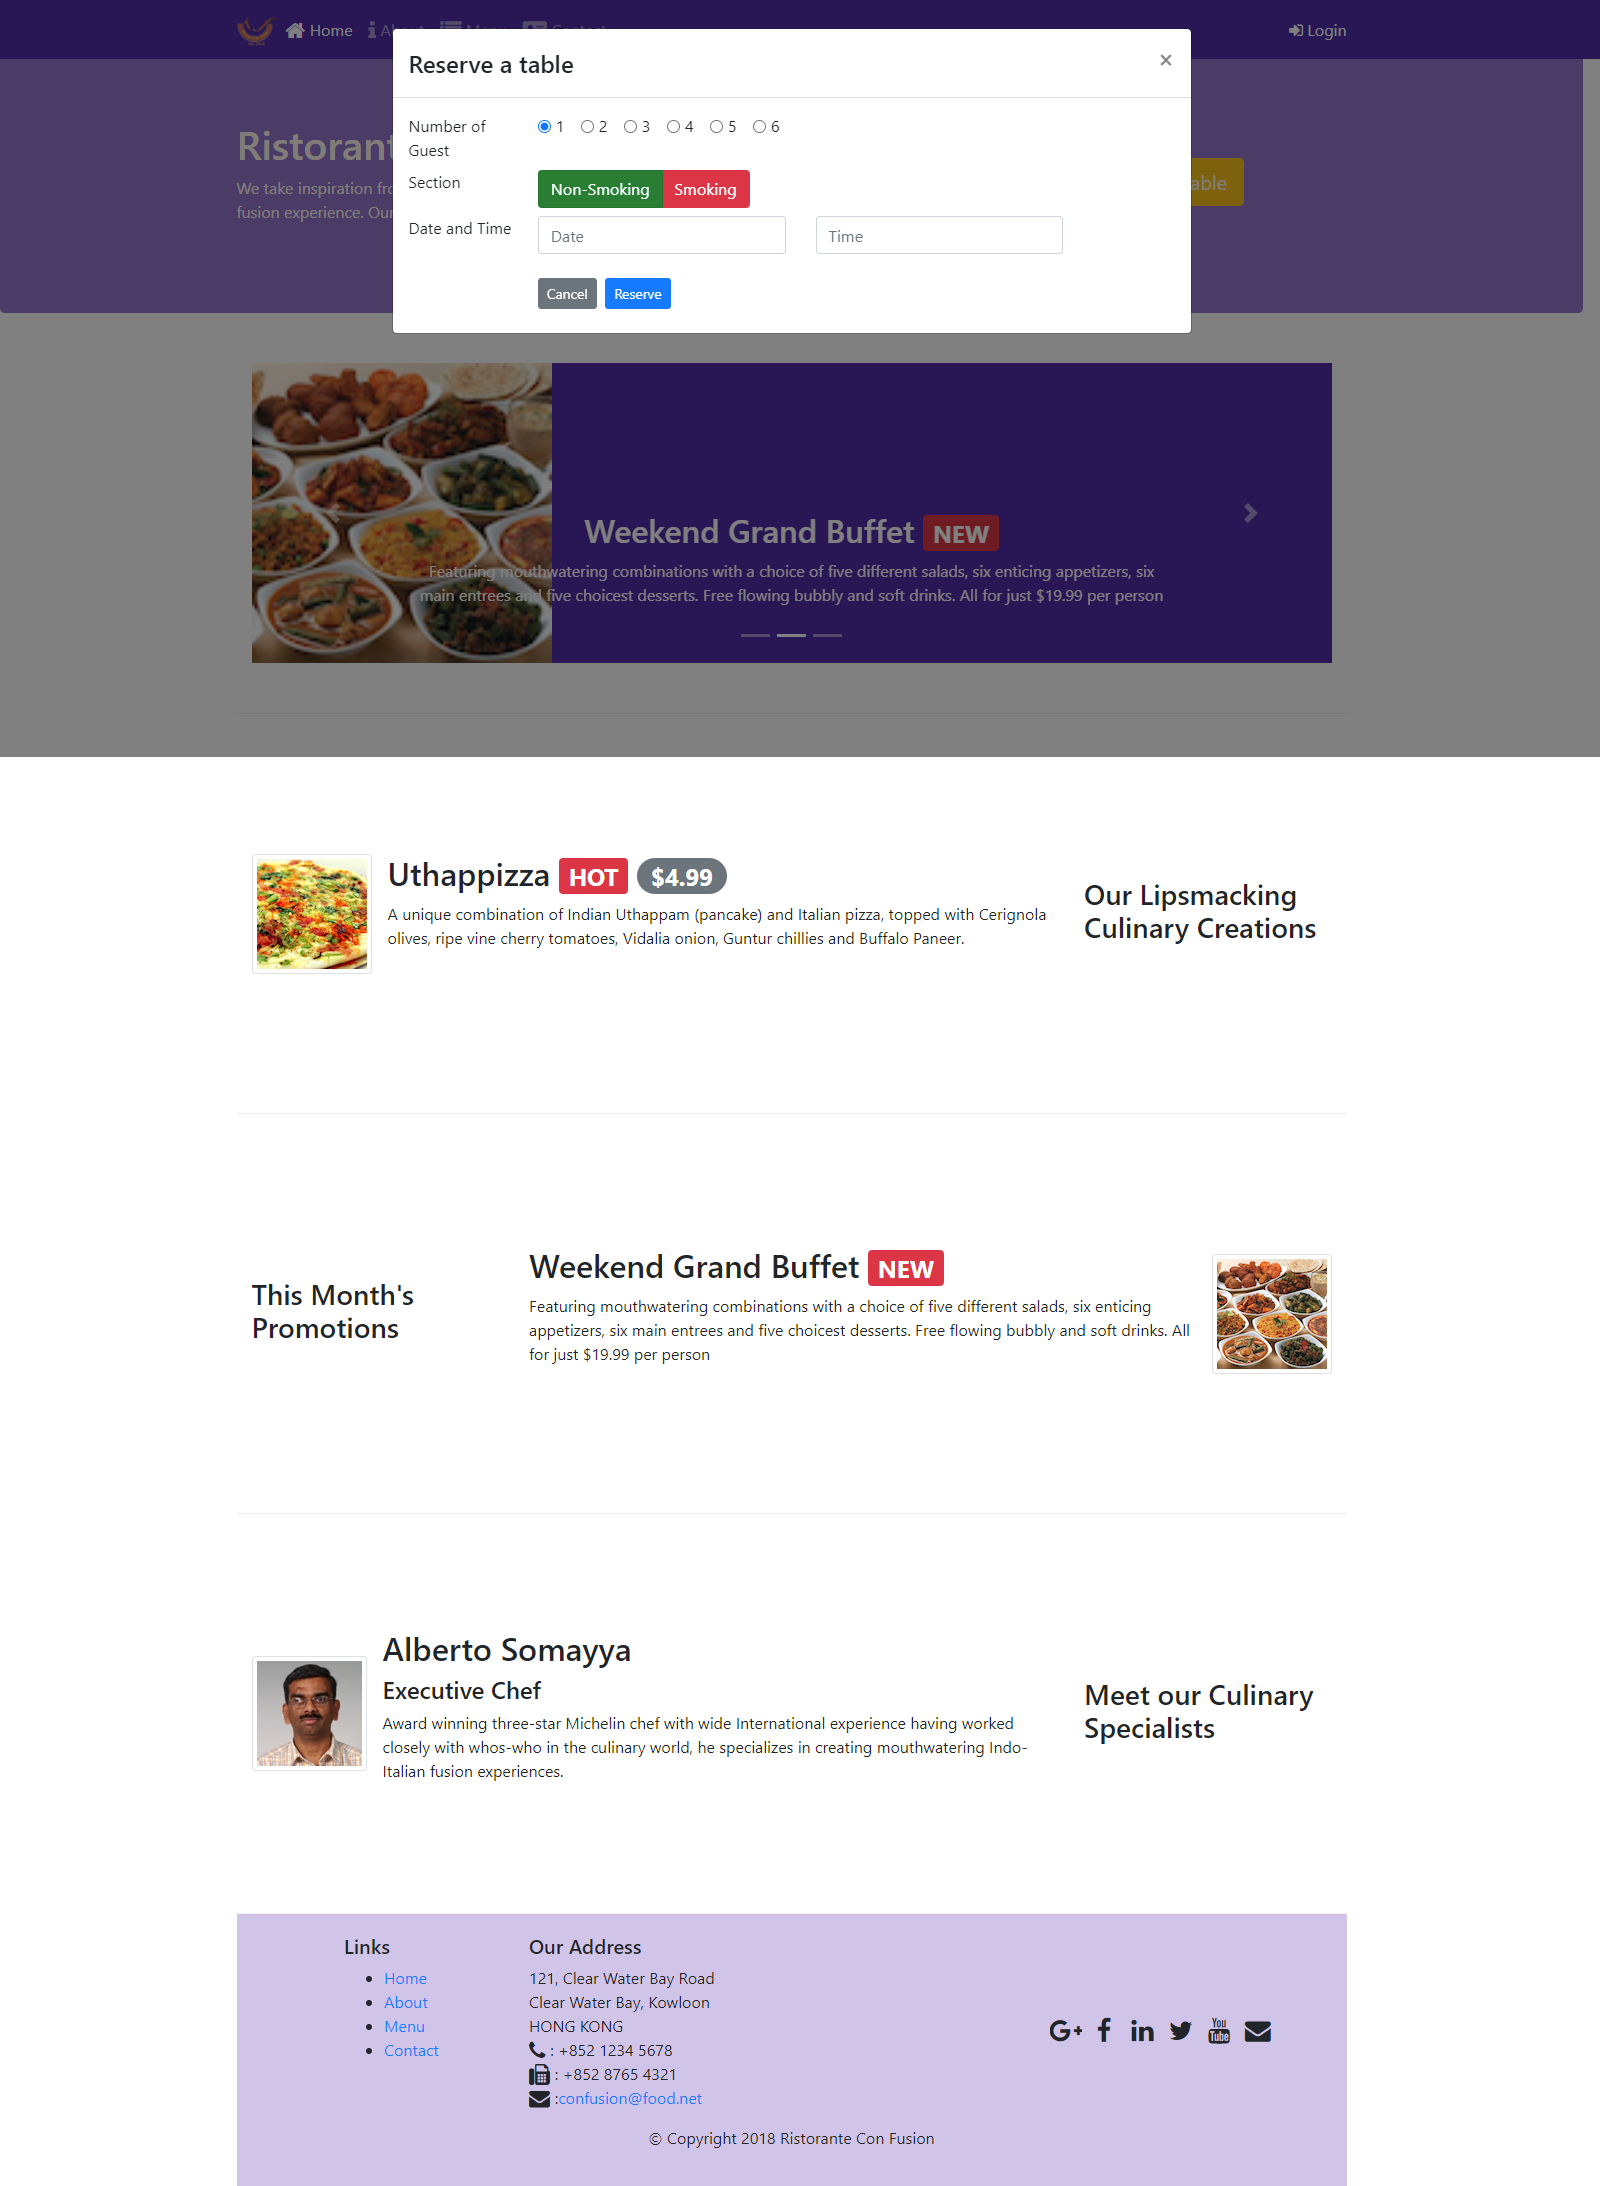 Home
Login
Reserve a table
×
Ristorant
We take inspiration fr
fusion experience. Our
able
Number of
Guest
1 2 3 4 5 6
Section
Non-Smoking Smoking
Date and Time
Date
Time
Cancel Reserve
Weekend Grand Buffet NEW
Featuring mouthwatering combinations with a choice of five different salads, six enticing appetizers, six
main entrees and five choicest desserts. Free flowing bubbly and soft drinks. All for just $19.99 per person
Uthappizza HOT $4.99
A unique combination of Indian Uthappam (pancake) and Italian pizza, topped with Cerignola
olives, ripe vine cherry tomatoes, Vidalia onion, Guntur chillies and Buffalo Paneer.
Our Lipsmacking
Culinary Creations
This Month's
Promotions
Weekend Grand Buffet NEW
Featuring mouthwatering combinations with a choice of five different salads, six enticing
appetizers, six main entrees and five choicest desserts. Free flowing bubbly and soft drinks. All
for just $19.99 per person
Alberto Somayya
Executive Chef
Award winning three-star Michelin chef with wide International experience having worked
closely with whos-who in the culinary world, he specializes in creating mouthwatering Indo-
Italian fusion experiences.
Meet our Culinary
Specialists
Links
Home
About
Menu
Contact
Our Address
121, Clear Water Bay Road
Clear Water Bay, Kowloon
HONG KONG
: +852 1234 5678
: +852 8765 4321
:confusion@food.net
G+ f in You Tube
© Copyright 2018 Ristorante Con Fusion